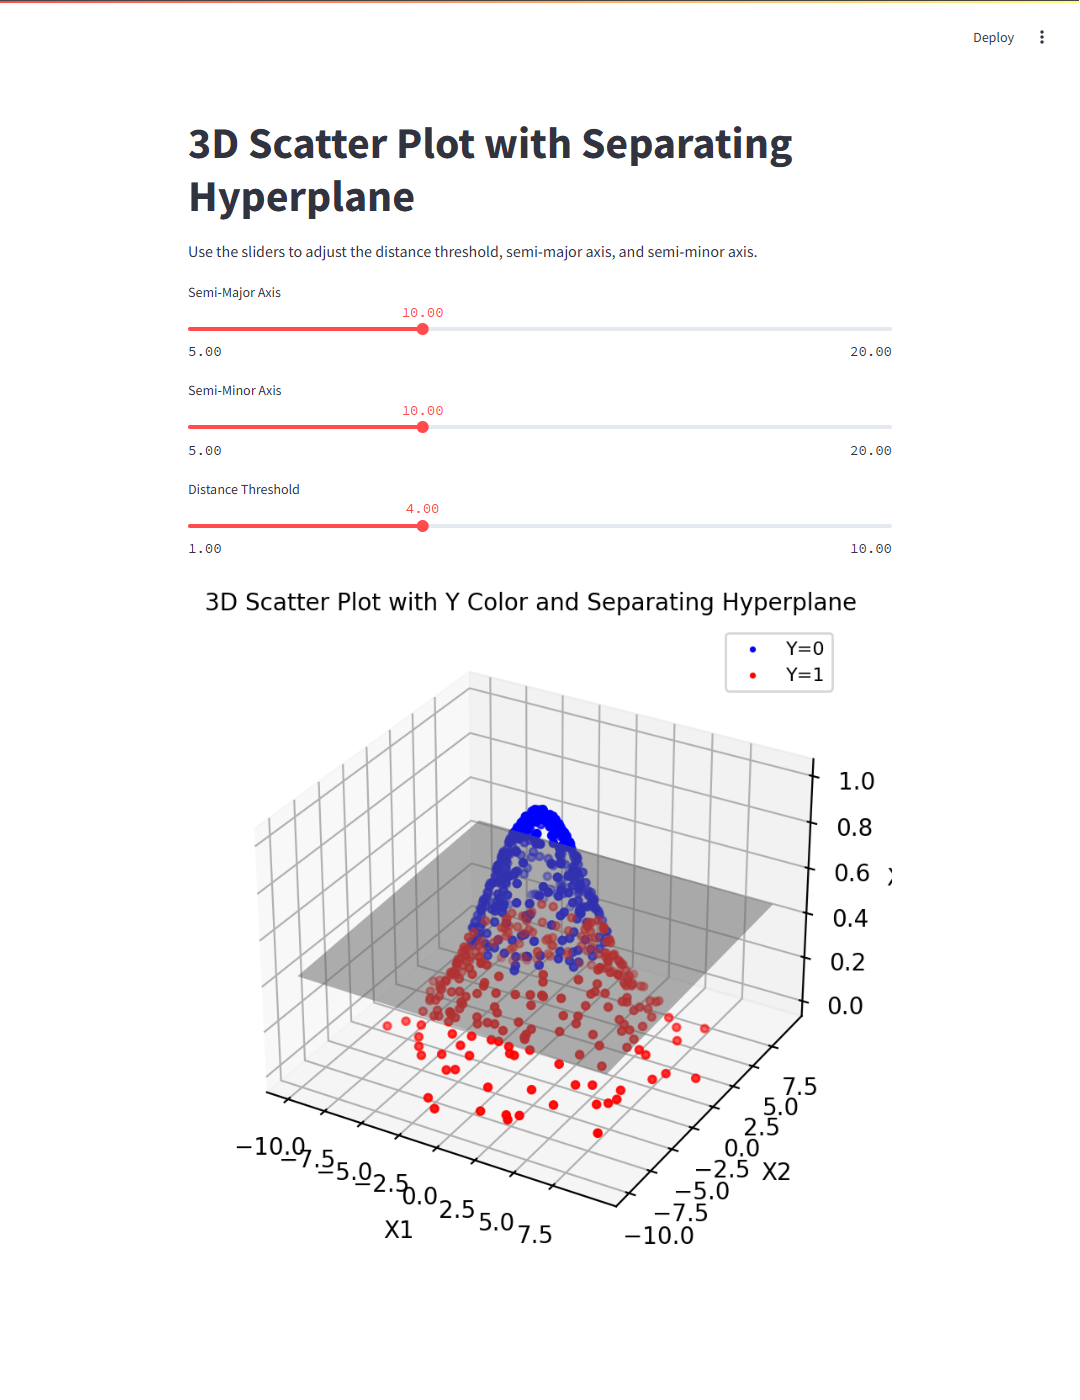 Deploy
3D Scatter Plot with Separating
Hyperplane
Use the sliders to adjust the distance threshold, semi-major axis, and semi-minor axis.
Semi-Major Axis
10.00
5.00 20.00
Semi-Minor Axis
10.00
5.00 20.00
Distance Threshold
4.00
1.00 10.00
3D Scatter Plot with Y Color and Separating Hyperplane
Y=0
Y=1
1.0
0.8
0.6
0.4
0.2
0.0
7.5
5.0
2.5
0.0
−2.5
−5.0
−7.5
−10.0
X2
−10.0
−7.5
−5.0
−2.5
0.0
2.5
5.0
7.5
X1